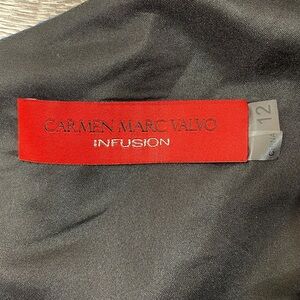 CARMEN MARC VALVO
INFUSION
12